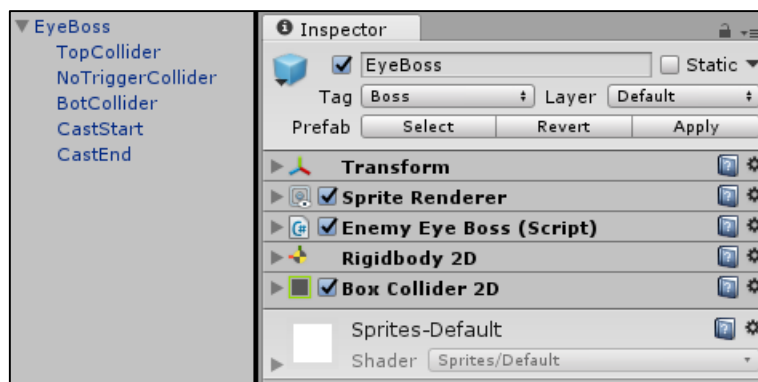 EyeBoss
TopCollider
NoTriggerCollider
BotCollider
CastStart
CastEnd
Inspector
EyeBoss Static
Tag Boss Layer Default
Prefab Select Revert Apply
Transform
Sprite Renderer
C#
Enemy Eye Boss (Script)
Rigidbody 2D
Box Collider 2D
Sprites-Default
Shader Sprites/Default